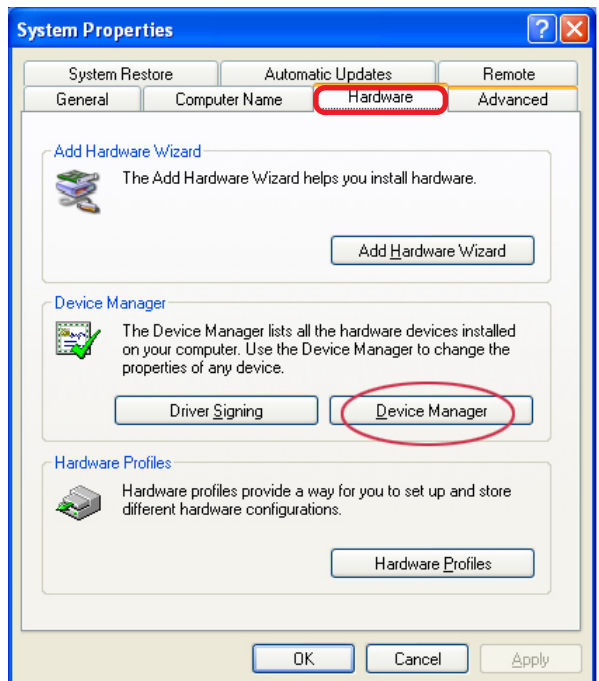 System Properties
System Restore Automatic Updates Remote
General Computer Name Hardware Advanced
Add Hardware Wizard
The Add Hardware Wizard helps you install hardware.
Add Hardware Wizard
Device Manager
The Device Manager lists all the hardware devices installed
on your computer. Use the Device Manager to change the
properties of any device.
Driver Signing Device Manager
Hardware Profiles
Hardware profiles provide a way for you to set up and store
different hardware configurations.
Hardware Profiles
OK Cancel Apply